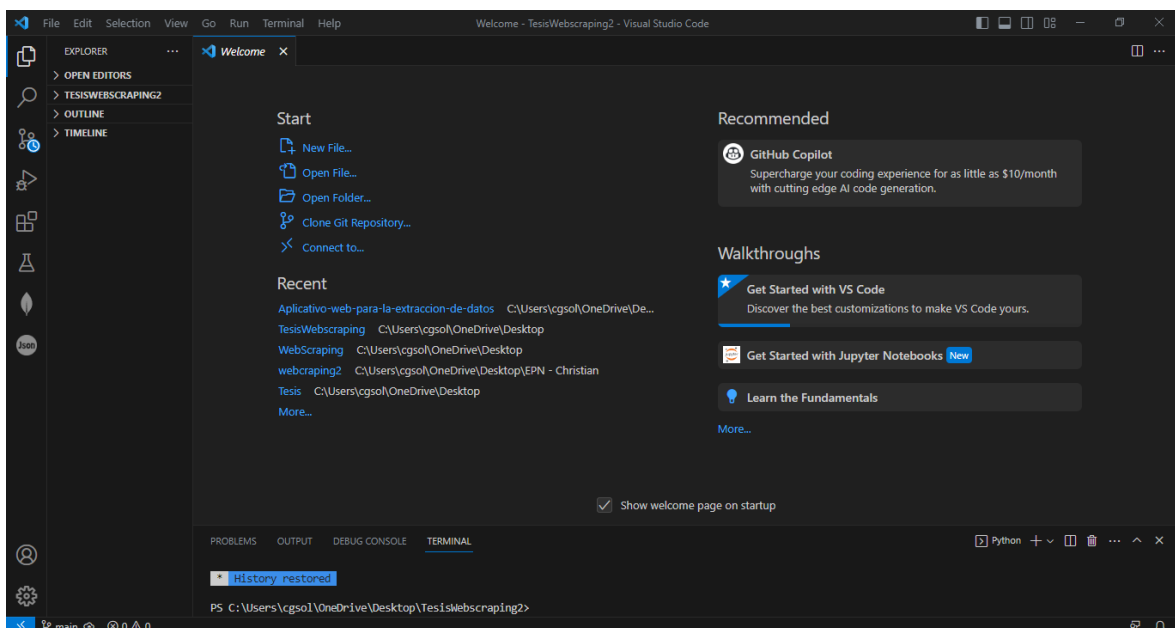 File Edit Selection View Go Run Terminal Help Welcome - TesisWebscraping2 - Visual Studio Code
EXPLORER ...
Welcome
OPEN EDITORS
TESISWEBSCRAPING2
OUTLINE
TIMELINE
Start
New File...
Open File...
Open Folder...
Clone Git Repository...
Connect to...
Recent
Aplicativo-web-para-la-extraccion-de-datos C:\Users\cgsol\OneDrive\De...
TesisWebscraping C:\Users\cgsol\OneDrive\Desktop
WebScraping C:\Users\cgsol\OneDrive\Desktop
webcraping2 C:\Users\cgsol\OneDrive\Desktop\EPN - Christian
Tesis C:\Users\cgsol\OneDrive\Desktop
More...
Recommended
GitHub Copilot
Supercharge your coding experience for as little as $10/month
with cutting edge AI code generation.
Walkthroughs
Get Started with VS Code
Discover the best customizations to make VS Code yours.
Get Started with Jupyter Notebooks New
Learn the Fundamentals
More...
Json
Show welcome page on startup
PROBLEMS OUTPUT DEBUG CONSOLE TERMINAL Python
* History restored
PS C:\Users\cgsol\OneDrive\Desktop\TesisWebscraping2>
main 0 0